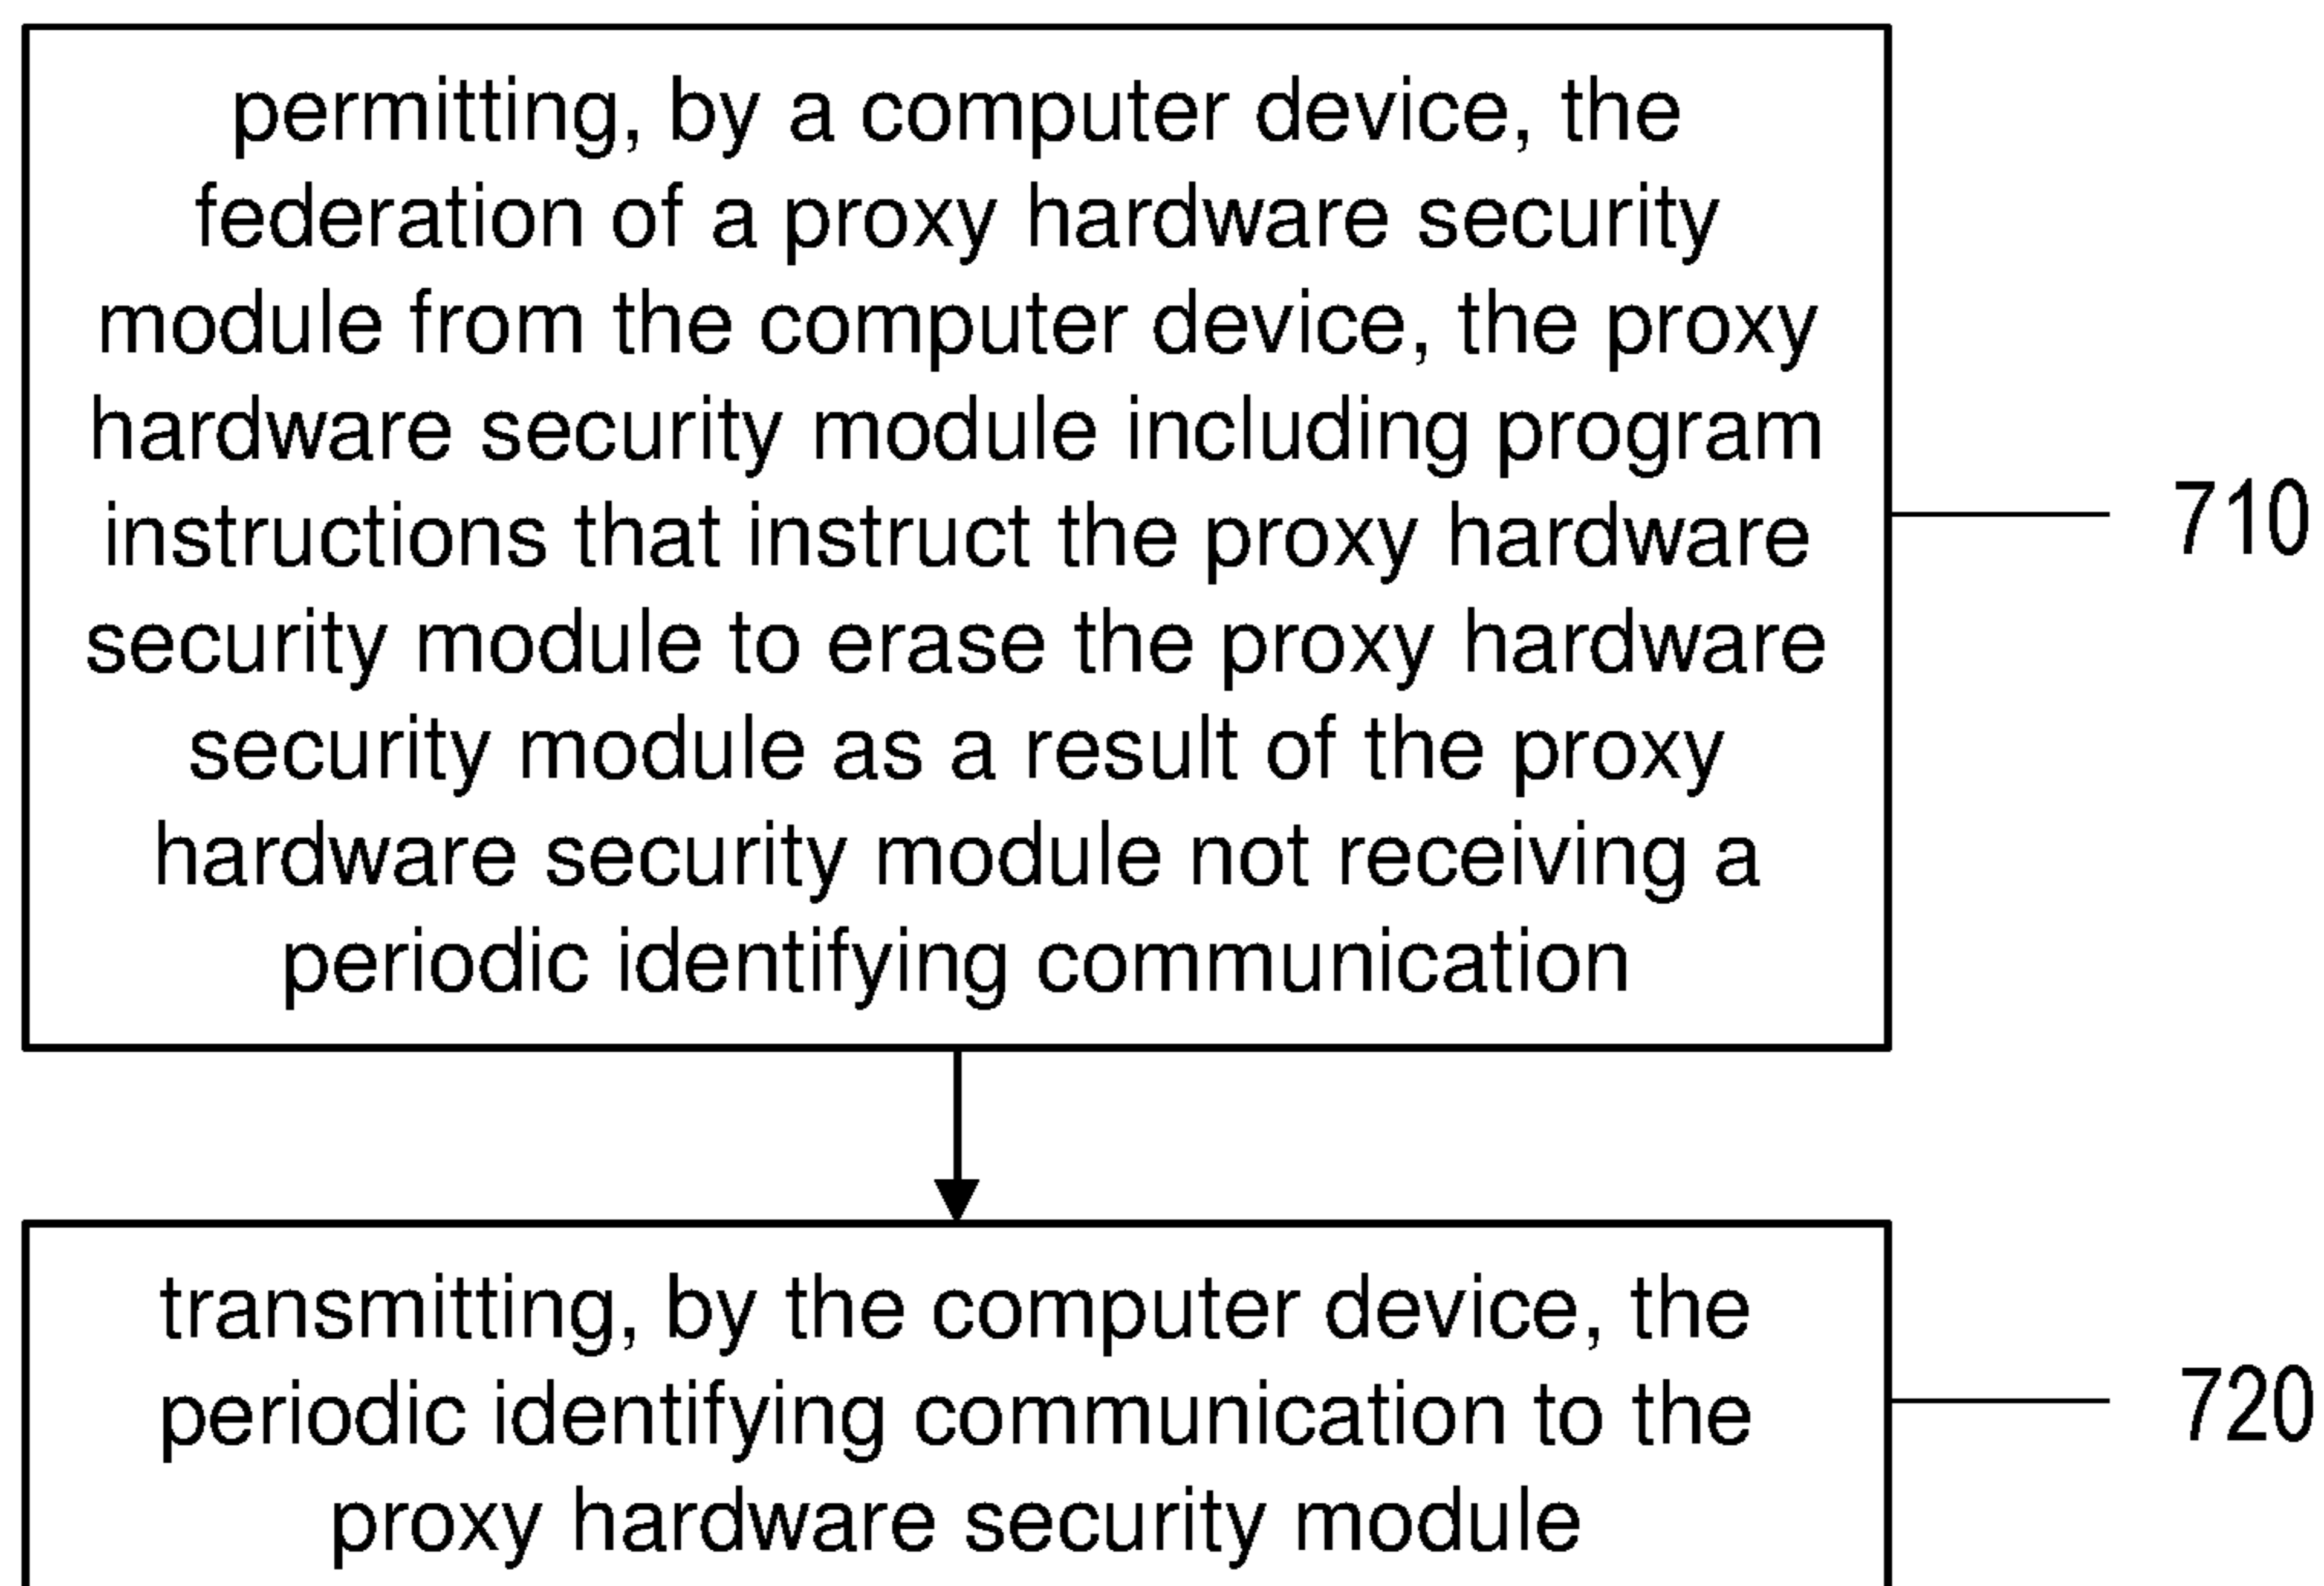 permitting, by a computer device, the
federation of a proxy hardware security
module from the computer device, the proxy
hardware security module including program
instructions that instruct the proxy hardware
security module to erase the proxy hardware
security module as a result of the proxy
hardware security module not receiving a
periodic identifying communication
710
transmitting, by the computer device, the
periodic identifying communication to the
proxy hardware security module
720